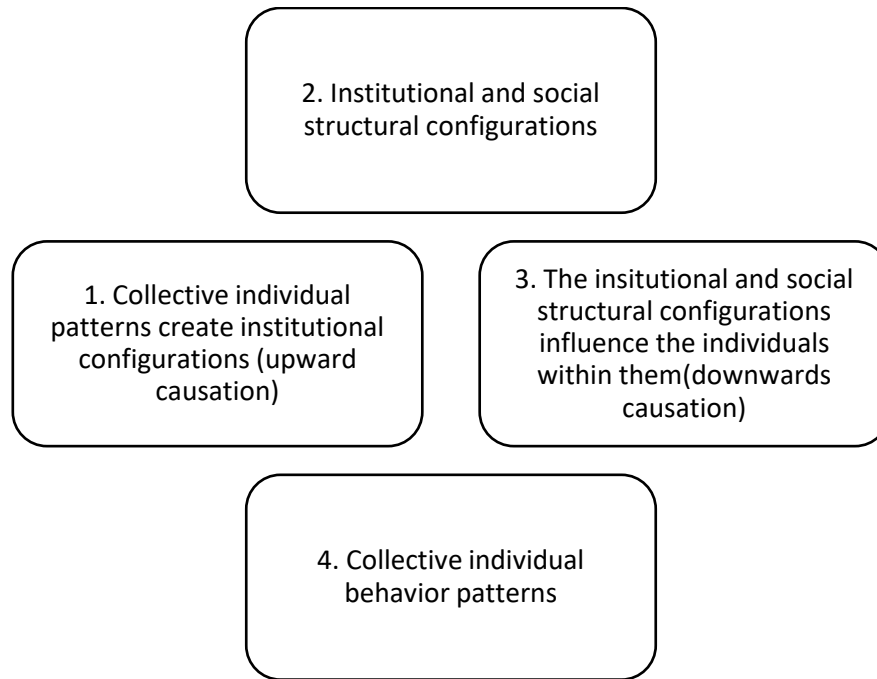 2. Institutional and social
structural configurations
1. Collective individual
patterns create institutional
configurations (upward
causation)
3. The insitutional and social
structural configurations
influence the individuals
within them(downwards
causation)
4. Collective individual
behavior patterns